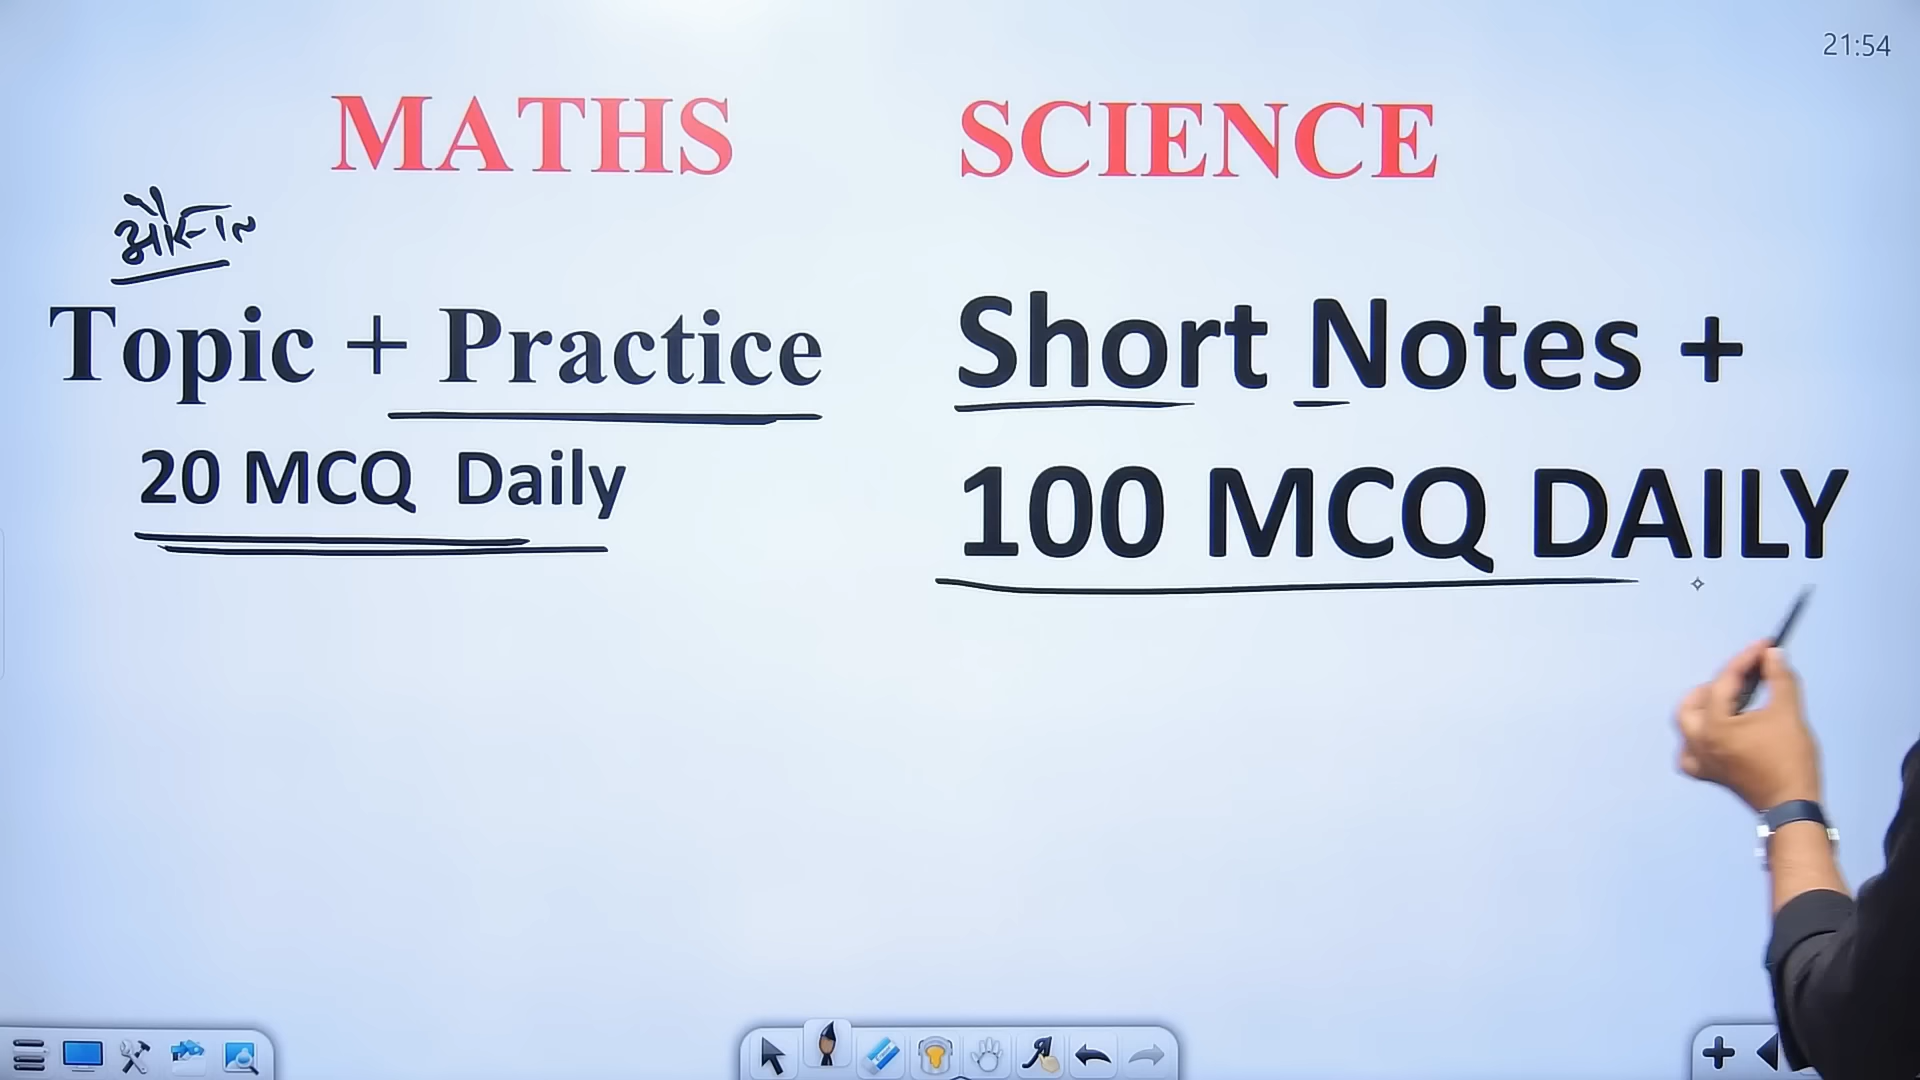 21:54
MATHS
SCIENCE
Topic + Practice
20 MCQ Daily
Short Notes +
100 MCQ DAILY